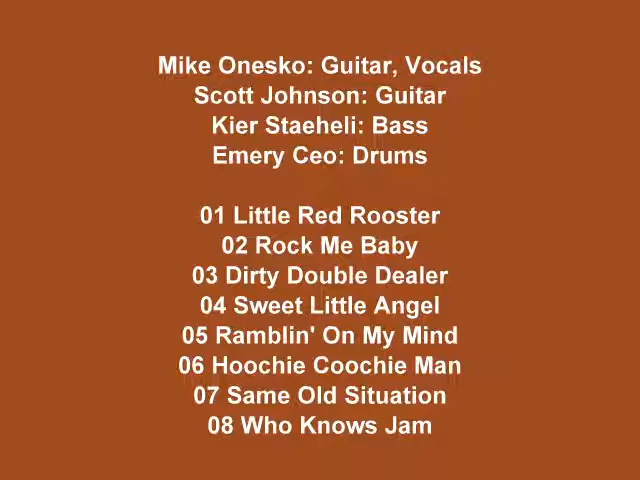 Mike Onesko: Guitar, Vocals
Scott Johnson: Guitar
Kier Staeheli: Bass
Emery Ceo: Drums
01 Little Red Rooster
02 Rock Me Baby
03 Dirty Double Dealer
04 Sweet Little Angel
05 Ramblin' On My Mind
06 Hoochie Coochie Man
07 Same Old Situation
08 Who Knows Jam